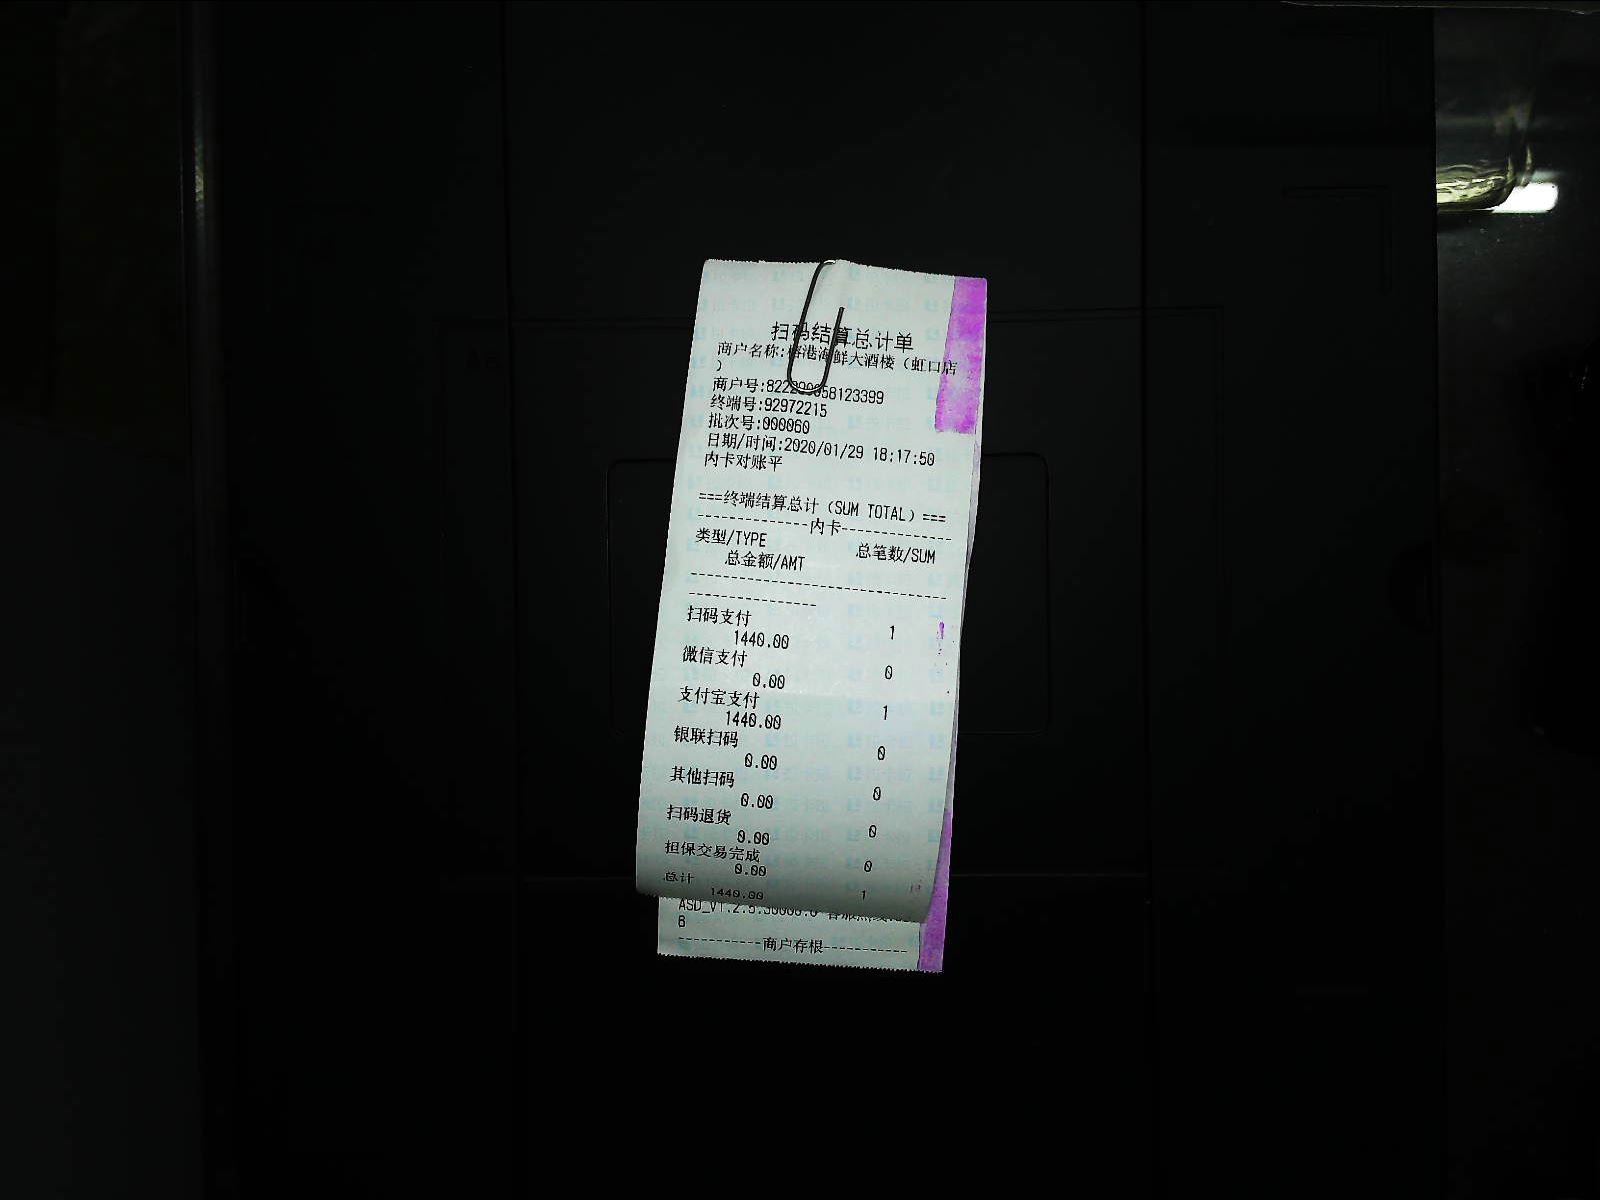 扫码结算总计单
商户名称:榕港海鲜大酒楼（虹口店
）
商户号:822290058123399
终端号:92972215
批次号:000060
日期/时间:2020/01/29 18:17:50
内卡对账平
===终端结算总计（SUM TOTAL）===
--------------内卡--------------
类型/TYPE 总笔数/SUM
总金额/AMT
扫码支付 1
1440.00
微信支付 0
0.00
支付宝支付 1
1440.00
银联扫码 0
0.00
其他扫码 0
0.00
扫码退货 0
0.00
担保交易完成 0
0.00
总计 1
1440.00
6
-----------商户存根-----------